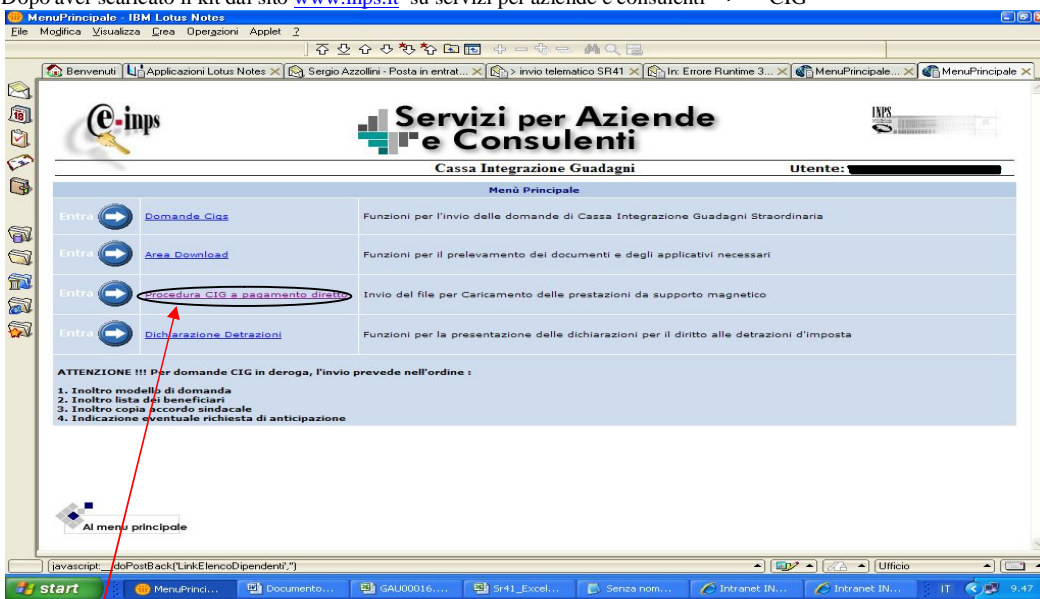 Dopo aver scaricato il kit dal sito www.inps.it su servizi per aziende e consulenti → CIG
MenuPrincipale - IBM Lotus Notes
File Modifica Visualizza Crea Operazioni Applet ?
Benvenuti Applicazioni Lotus Notes Sergio Azzollini - Posta in entrat... > invio telematico SR41 In: Errore Runtime 3... MenuPrincipale... MenuPrincipale
e-inps
Servizi per Aziende
e Consulenti
INPS
Cassa Integrazione Guadagni Utente:
Menù Principale
Entra Domande Cigs Funzioni per l'invio delle domande di Cassa Integrazione Guadagni Straordinaria
Entra Area Download Funzioni per il prelevamento dei documenti e degli applicativi necessari
Entra Procedura CIG a pagamento diretto Invio del file per Caricamento delle prestazioni da supporto magnetico
Entra Dichiarazione Detrazioni Funzioni per la presentazione delle dichiarazioni per il diritto alle detrazioni d'imposta
ATTENZIONE !!! Per domande CIG in deroga, l'invio prevede nell'ordine :
1. Inoltro modello di domanda
2. Inoltro lista dei beneficiari
3. Inoltro copia accordo sindacale
4. Indicazione eventuale richiesta di anticipazione
Al menu principale
javascript:__doPostBack('LinkElencoDipendenti','') Ufficio
start MenuPrinci... Documento... GAU00016.... Sr41_Excel... Senza nom... Intranet IN... Intranet IN... IT 9.47